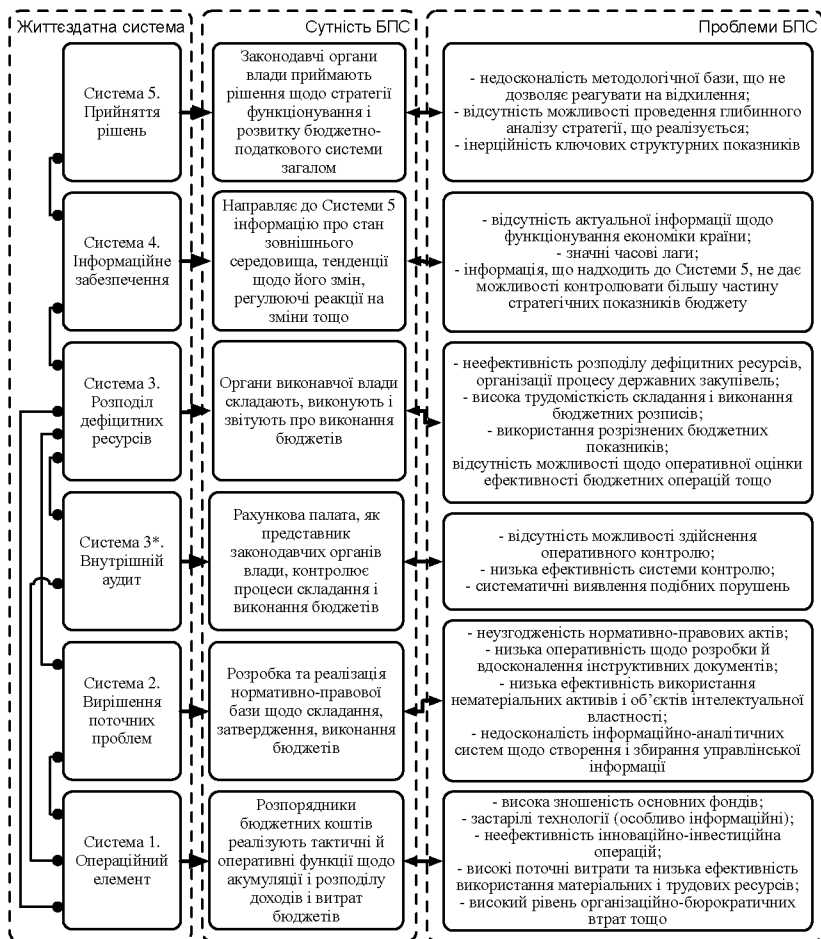 Життєздатна система
Сутність БПС
Проблеми БПС
Система 5.
Прийняття
рішень
Законодавчі органи
влади приймають
рішення щодо стратегії
функціонування і
розвитку бюджетно-
податкового системи
загалом
- недосконалість методологічної бази, що не
дозволяє реагувати на відхилення;
- відсутність можливості проведення глибинного
аналізу стратегії, що реалізується;
- інерційність ключових структурних показників
Система 4.
Інформаційне
забезпечення
Направляє до Системи 5
інформацію про стан
зовнішнього
середовища, тенденції
щодо його змін,
регулюючі реакції на
зміни тощо
- відсутність актуальної інформації щодо
функціонування економіки країни;
- значні часові лаги;
- інформація, що надходить до Системи 5, не дає
можливості контролювати більшу частину
стратегічних показників бюджету
Система 3.
Розподіл
дефіцитних
ресурсів
Органи виконавчої влади
складають, виконують і
звітують про виконання
бюджетів
- неефективність розподілу дефіцитних ресурсів,
організації процесу державних закупівель;
- висока трудомісткість складання і виконання
бюджетних розписів;
- використання розрізнених бюджетних
показників;
відсутність можливості щодо оперативної оцінки
ефективності бюджетних операцій тощо
Система 3*.
Внутрішній
аудит
Рахункова палата, як
представник
законодавчих органів
влади, контролює
процеси складання і
виконання бюджетів
- відсутність можливості здійснення
оперативного контролю;
- низька ефективність системи контролю;
- систематичні виявлення подібних порушень
Система 2.
Вирішення
поточних
проблем
Розробка та реалізація
нормативно-правової
бази щодо складання,
затвердження, виконання
бюджетів
- неузгодженість нормативно-правових актів;
- низька оперативність щодо розробки й
вдосконалення інструктивних документів;
- низька ефективність використання
нематеріальних активів і об’єктів інтелектуальної
властності;
- недосконалість інформаційно-аналітичних
систем щодо створення і збирання управлінської
інформації
Система 1.
Операційний
елемент
Розпорядники
бюджетних коштів
реалізують тактичні й
оперативні функції щодо
акумуляції і розподілу
доходів і витрат
бюджетів
- висока зношеність основних фондів;
- застарілі технології (особливо інформаційні);
- неефективність інноваційно-інвестиційна
операцій;
- високі поточні витрати та низька ефективність
використання матеріальних і трудових ресурсів;
- високий рівень організаційно-бюрократичних
втрат тощо